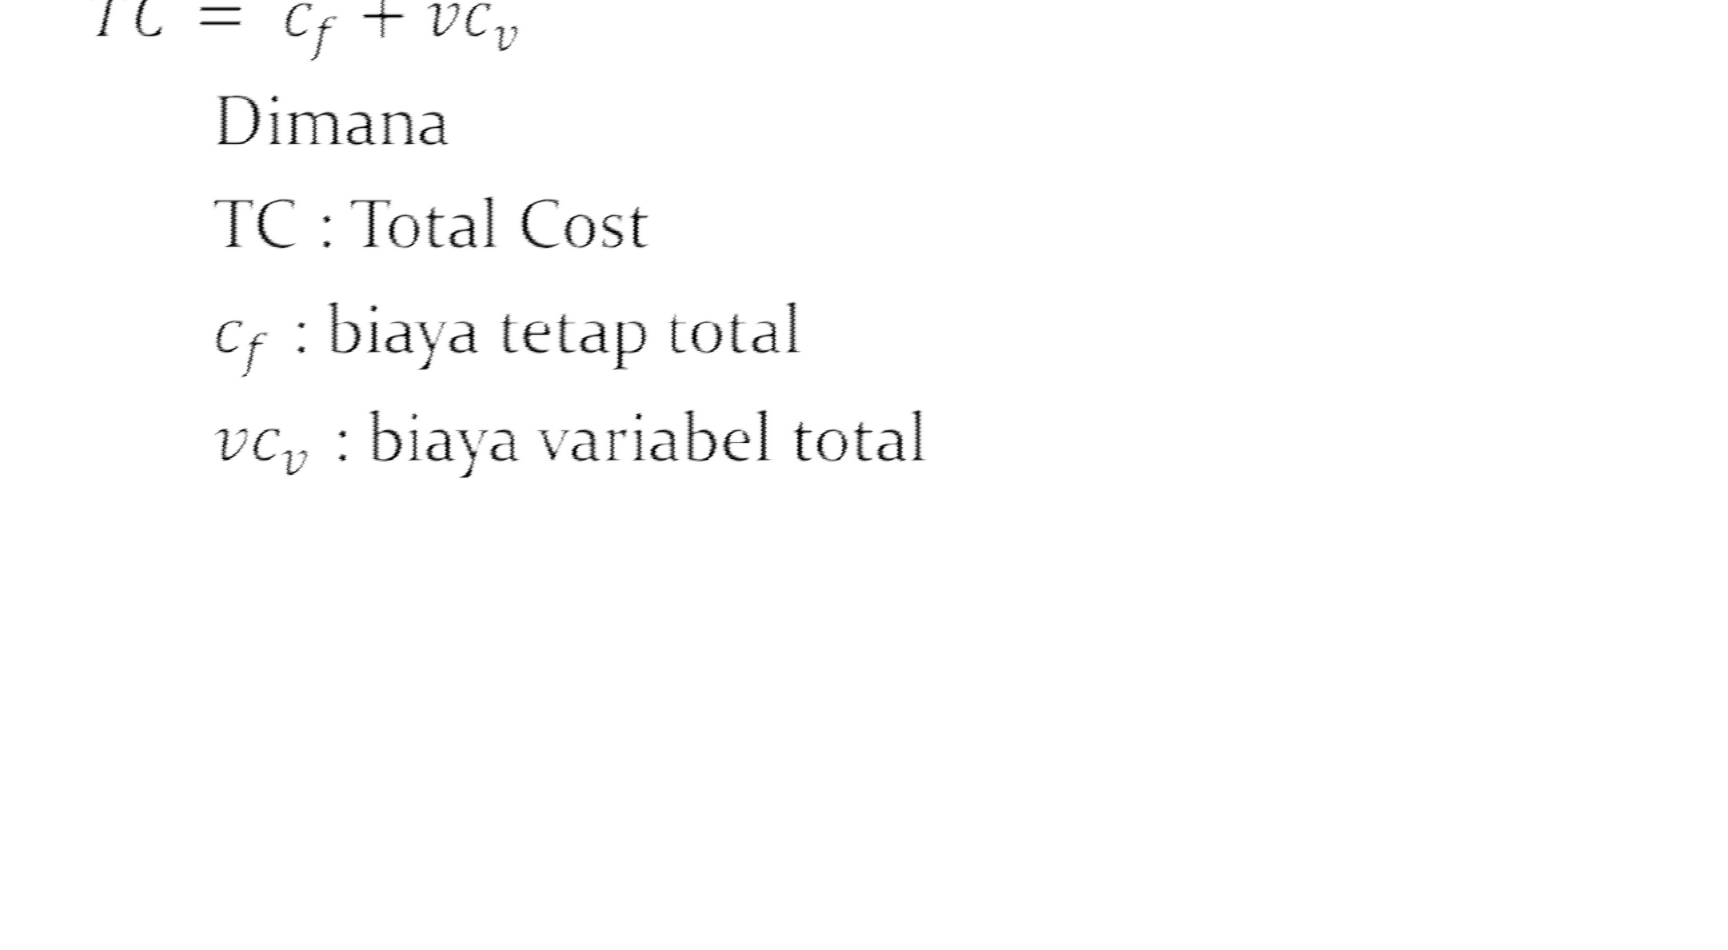 TC = c_f + vc_v
Dimana
TC : Total Cost
c_f : biaya tetap total
vc_v : biaya variabel total